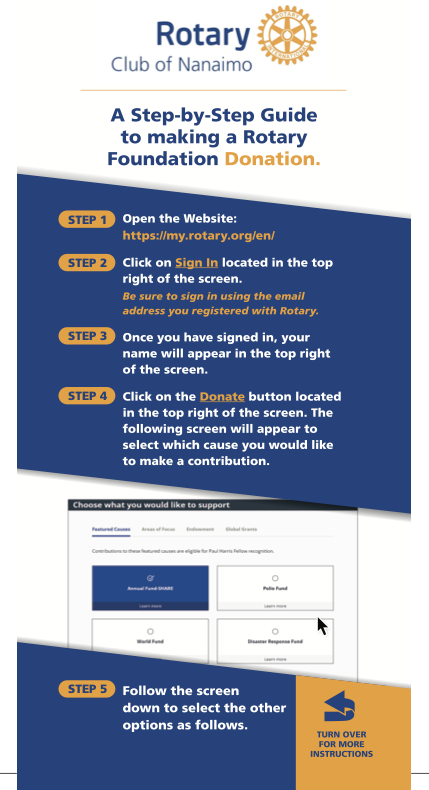 Rotary
Club of Nanaimo
ROTARY
INTERNATIONAL
A Step-by-Step Guide
to making a Rotary
Foundation Donation.
STEP 1
Open the Website:
https://my.rotary.org/en/
STEP 2
Click on Sign In located in the top
right of the screen.
Be sure to sign in using the email
address you registered with Rotary.
STEP 3
Once you have signed in, your
name will appear in the top right
of the screen.
STEP 4
Click on the Donate button located
in the top right of the screen. The
following screen will appear to
select which cause you would like
to make a contribution.
Choose what you would like to support
Featured Causes Areas of Focus Endowment Global Grants
Contributions to these featured causes are eligible for Paul Harris Fellow recognition.
Annual Fund-SHARE
Learn more
Polio Fund
Learn more
World Fund
Disaster Response Fund
Learn more
STEP 5
Follow the screen
down to select the other
options as follows.
TURN OVER
FOR MORE
INSTRUCTIONS